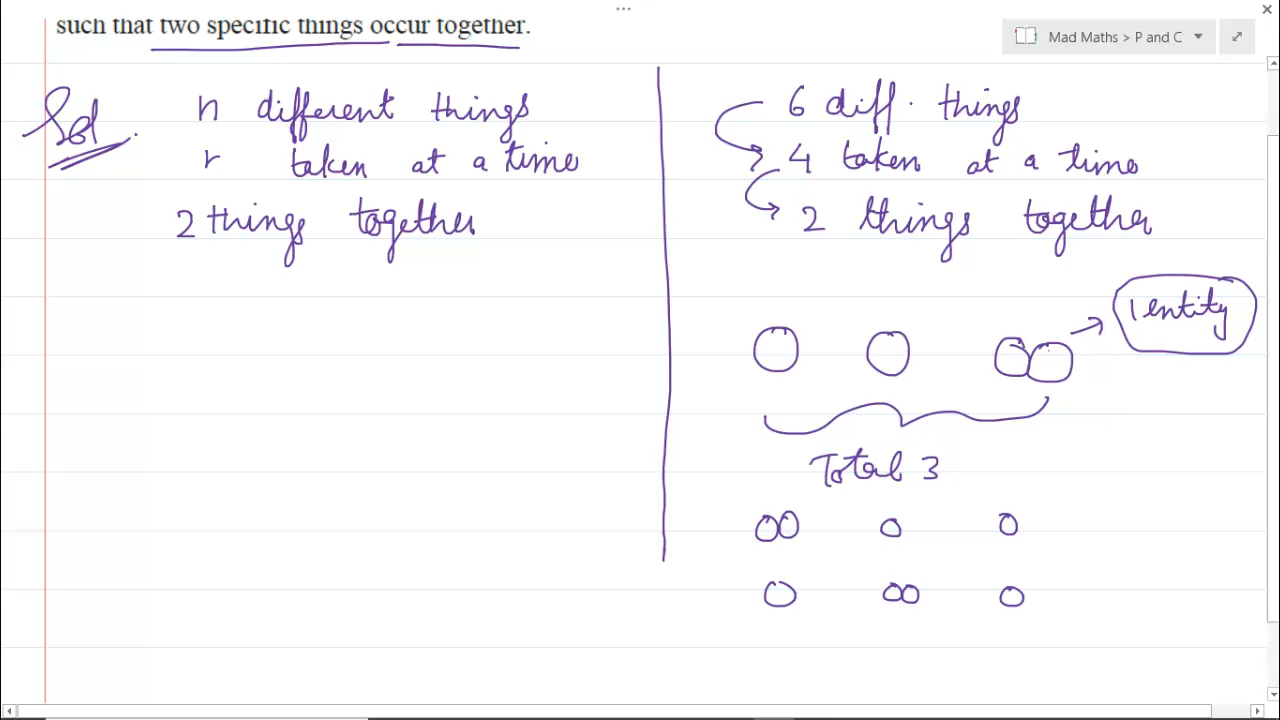 such that two specific things occur together.
Mad Maths > P and C
Sol.
n different things
r taken at a time
2 things together
6 diff. things
4 taken at a time
2 things together
1 entity
Total 3